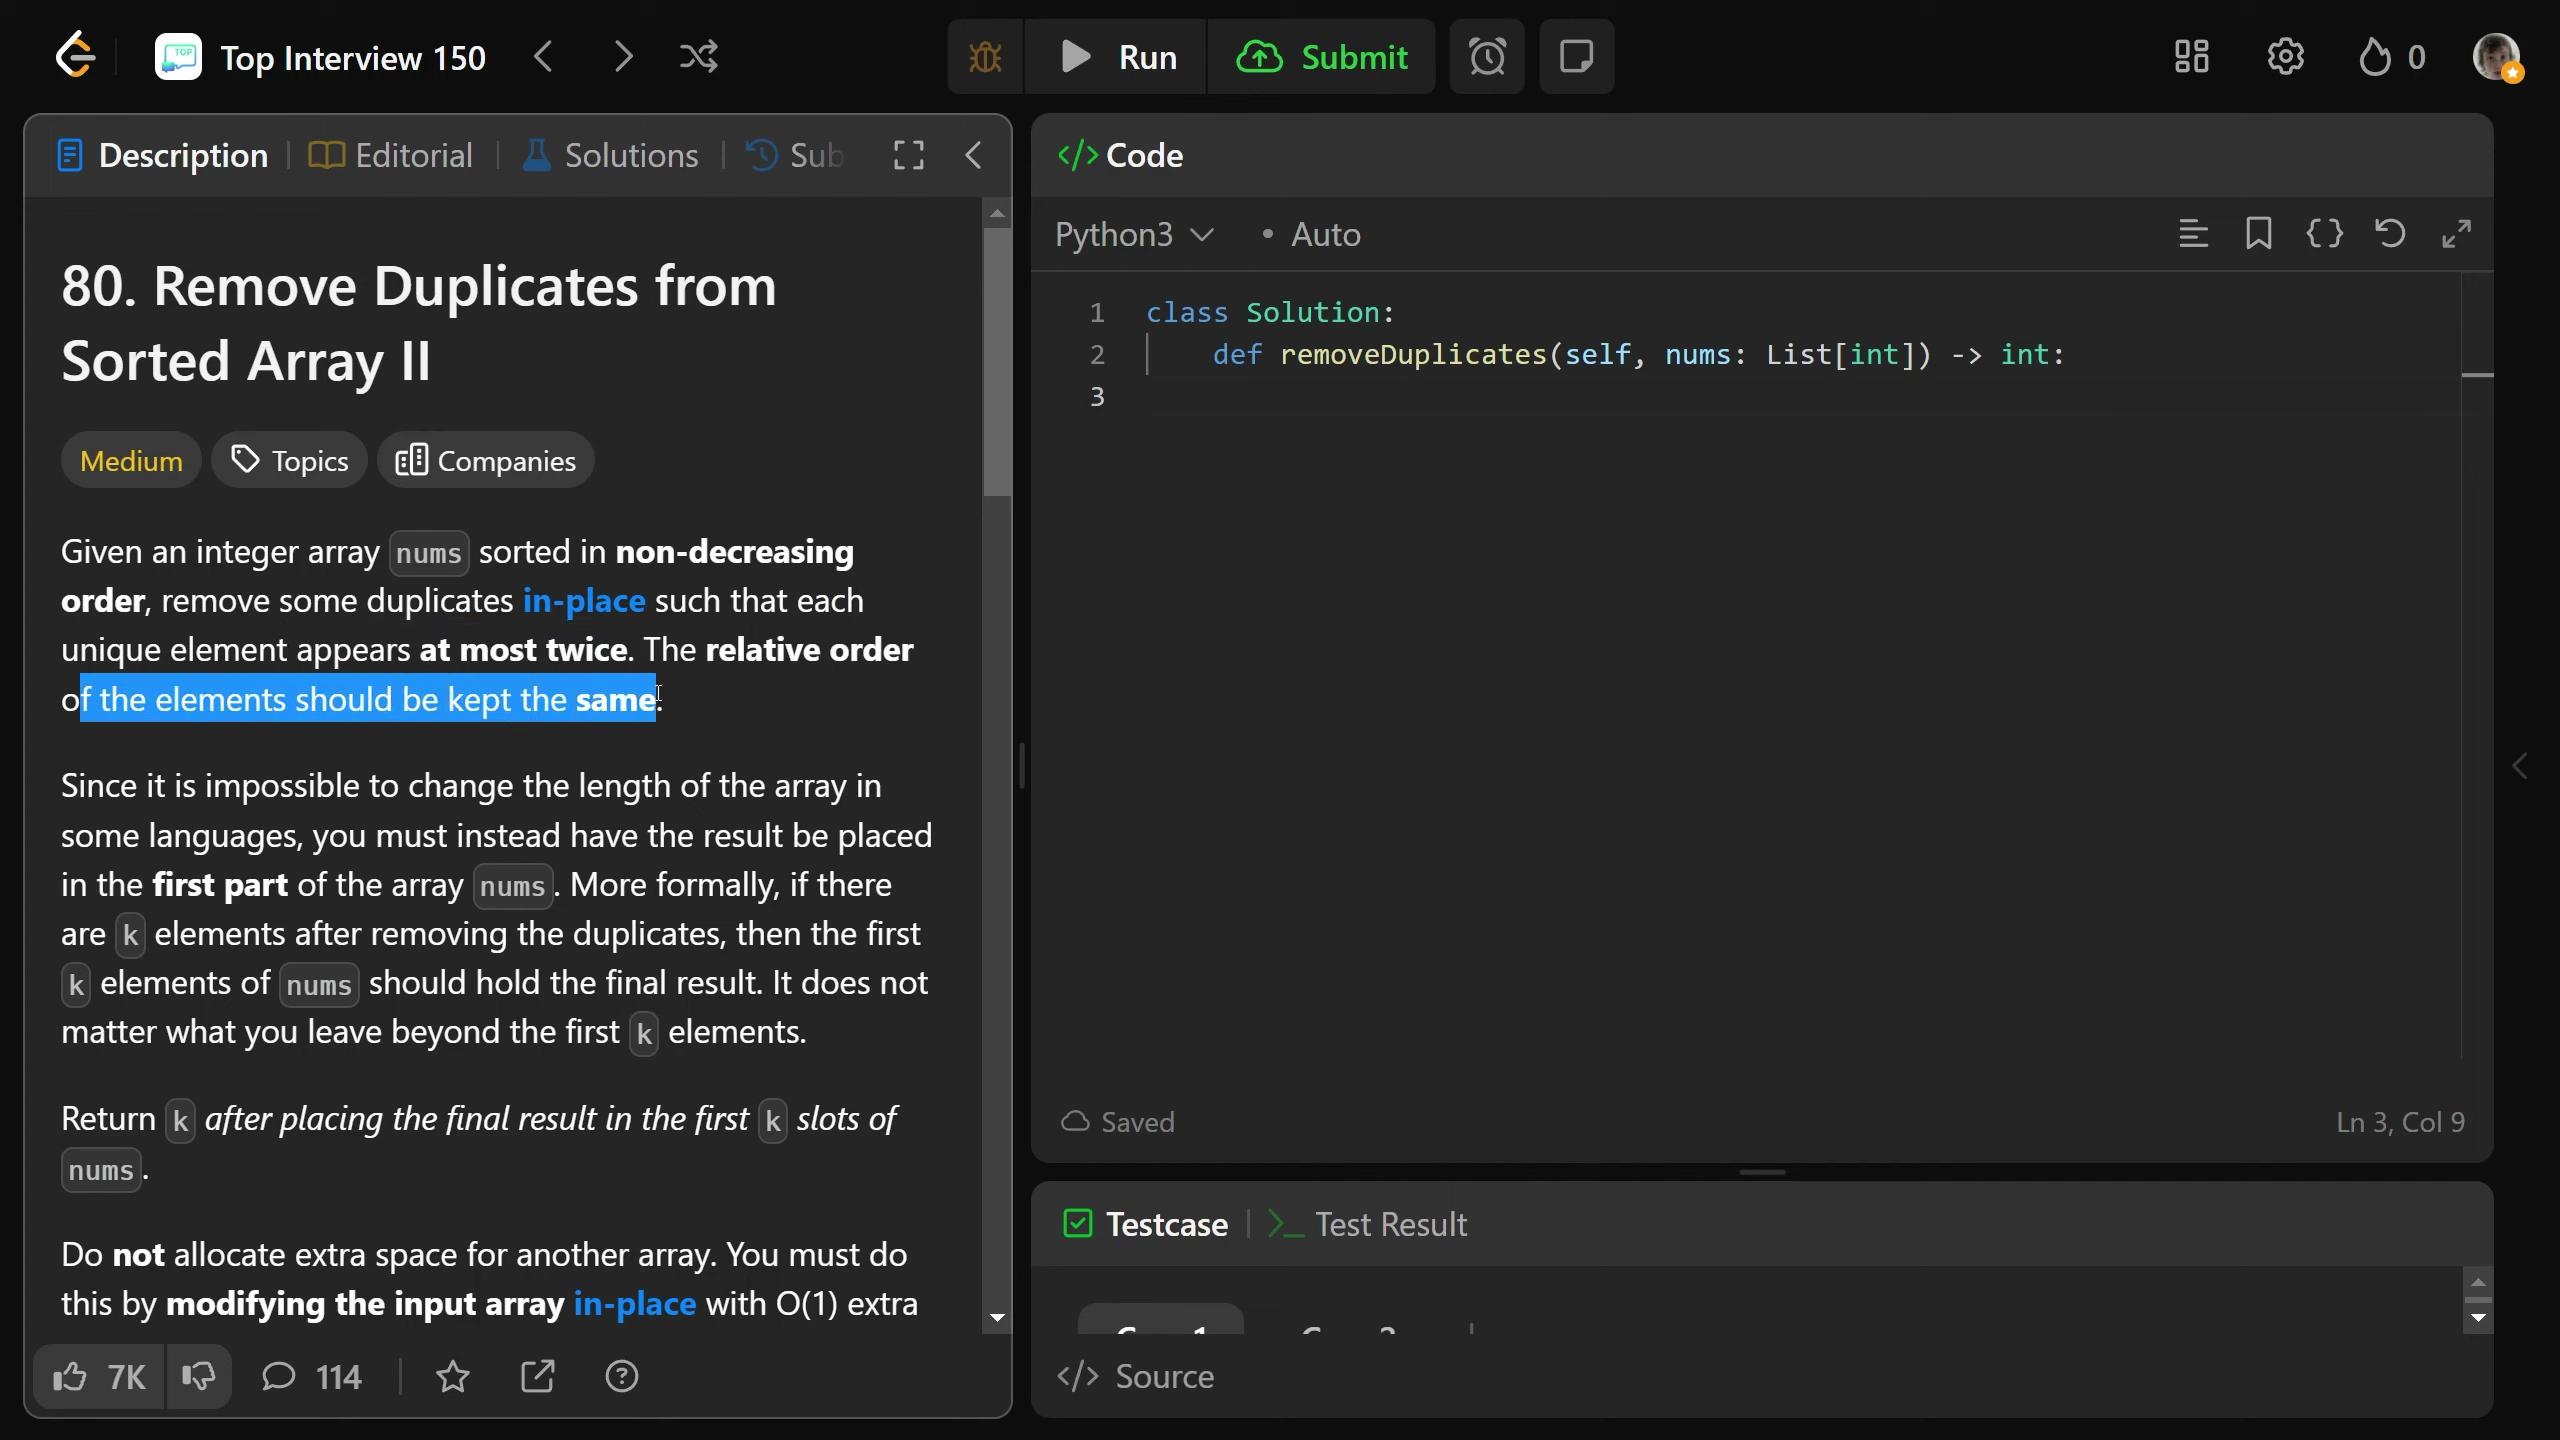 Top Interview 150
Run
Submit
0
Description
Editorial
Solutions
Sub
80. Remove Duplicates from
Sorted Array II
Medium
Topics
Companies
Given an integer array nums sorted in non-decreasing
order, remove some duplicates in-place such that each
unique element appears at most twice. The relative order
of the elements should be kept the same.
Since it is impossible to change the length of the array in
some languages, you must instead have the result be placed
in the first part of the array nums. More formally, if there
are k elements after removing the duplicates, then the first
k elements of nums should hold the final result. It does not
matter what you leave beyond the first k elements.
Return k after placing the final result in the first k slots of
nums.
Do not allocate extra space for another array. You must do
this by modifying the input array in-place with O(1) extra
7K
114
</> Code
Python3
• Auto
1 class Solution:
2 def removeDuplicates(self, nums: List[int]) -> int:
3
Saved
Ln 3, Col 9
Testcase
>_ Test Result
</> Source